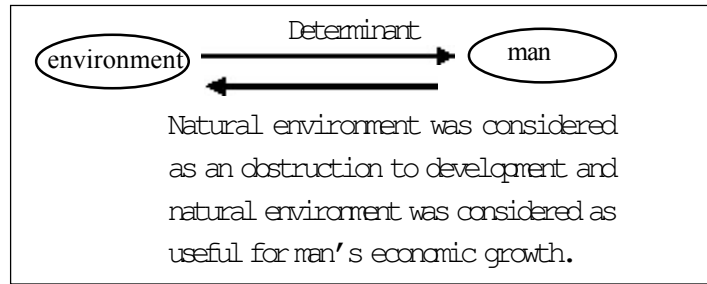 Determinant
environment
man
Natural environment was considered
as an obstruction to development and
natural environment was considered as
useful for man's economic growth.